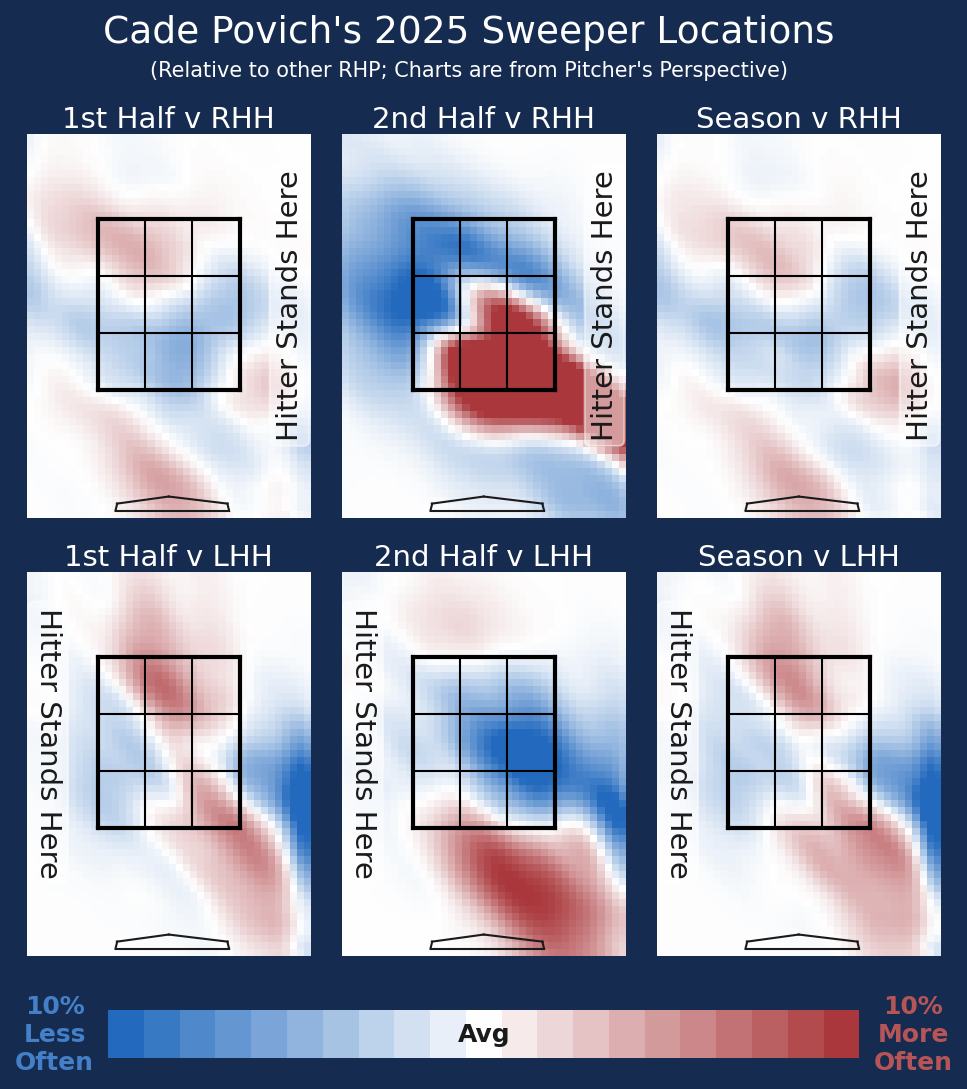 Cade Povich's 2025 Sweeper Locations
(Relative to other RHP; Charts are from Pitcher's Perspective)
1st Half v RHH
2nd Half v RHH
Season v RHH
Hitter Stands Here
Hitter Stands Here
Hitter Stands Here
1st Half v LHH
2nd Half v LHH
Season v LHH
Hitter Stands Here
Hitter Stands Here
Hitter Stands Here
10%
Less
Often
Avg
10%
More
Often